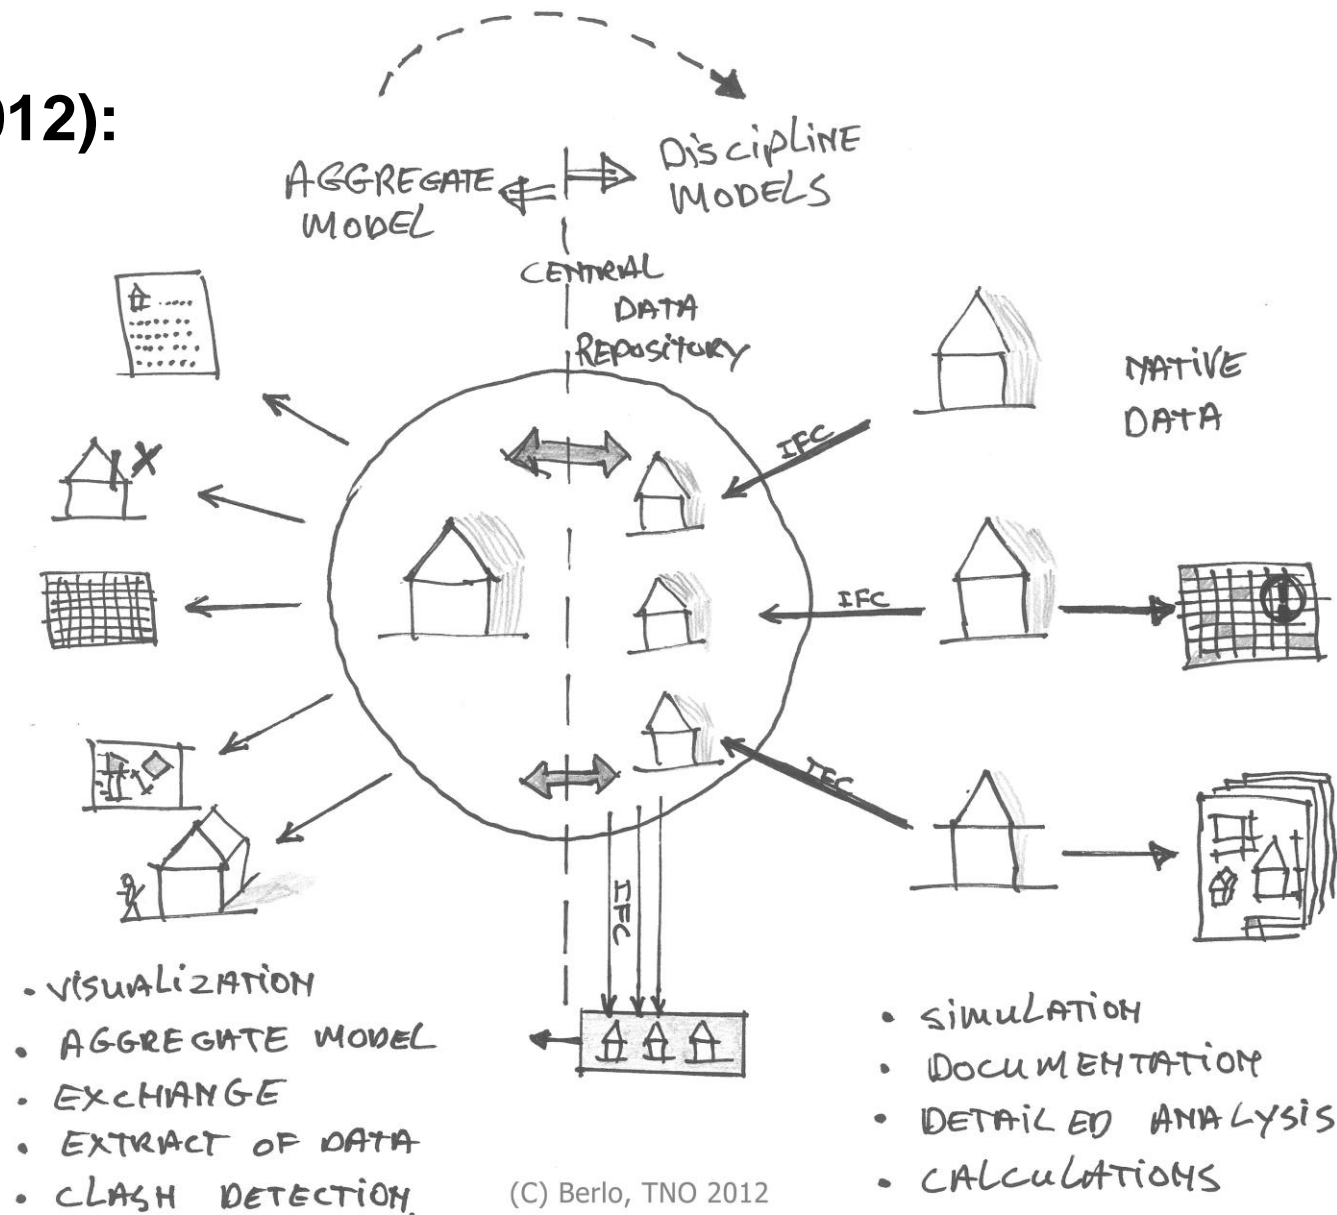 012):
AGGREGATE
MODEL
DisciPLiNE
MODELS
CENTRAL
DATA
REPOSiTORY
NATiVE
DATA
IFC
IFC
IFC
IFC
• ViSUALiZATiON
• AGGREGATE MODEL
• EXCHANGE
• EXTRACT OF DATA
• CLASH DETECTiON
• SiMULATiON
• DOCUMENTATiON
• DETAiLED ANALYSiS
• CALCULATiONS
(C) Berlo, TNO 2012